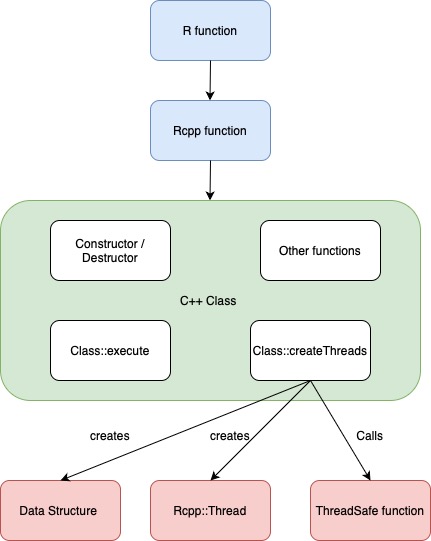 R function
Rcpp function
Constructor /
Destructor
Other functions
C++ Class
Class::execute
Class::createThreads
creates
creates
Calls
Data Structure
Rcpp::Thread
ThreadSafe function